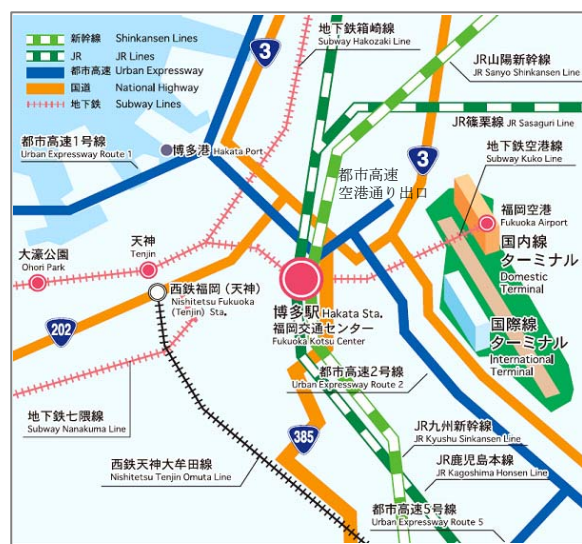 新幹線 Shinkansen Lines
JR JR Lines
都市高速 Urban Expressway
国道 National Highway
地下鉄 Subway Lines
3
地下鉄箱崎線
Subway Hakozaki Line
JR山陽新幹線
JR Sanyo Shinkansen Line
JR篠栗線 JR Sasaguri Line
都市高速1号線
Urban Expressway Route 1
博多港 Hakata Port
3
地下鉄空港線
Subway Kuko Line
都市高速
空港通り出口
福岡空港
Fukuoka Airport
大濠公園
Ohori Park
天神
Tenjin
国内線
ターミナル
Domestic
Terminal
西鉄福岡(天神)
Nishitetsu Fukuoka
(Tenjin) Sta.
博多駅 Hakata Sta.
福岡交通センター
Fukuoka Kotsu Center
国際線
ターミナル
International
Terminal
202
都市高速2号線
Urban Expressway Route 2
地下鉄七隈線
Subway Nanakuma Line
385
JR九州新幹線
JR Kyushu Sinkansen Line
西鉄天神大牟田線
Nishitetsu Tenjin Omuta Line
JR鹿児島本線
JR Kagoshima Honsen Line
都市高速5号線
Urban Expressway Route 5